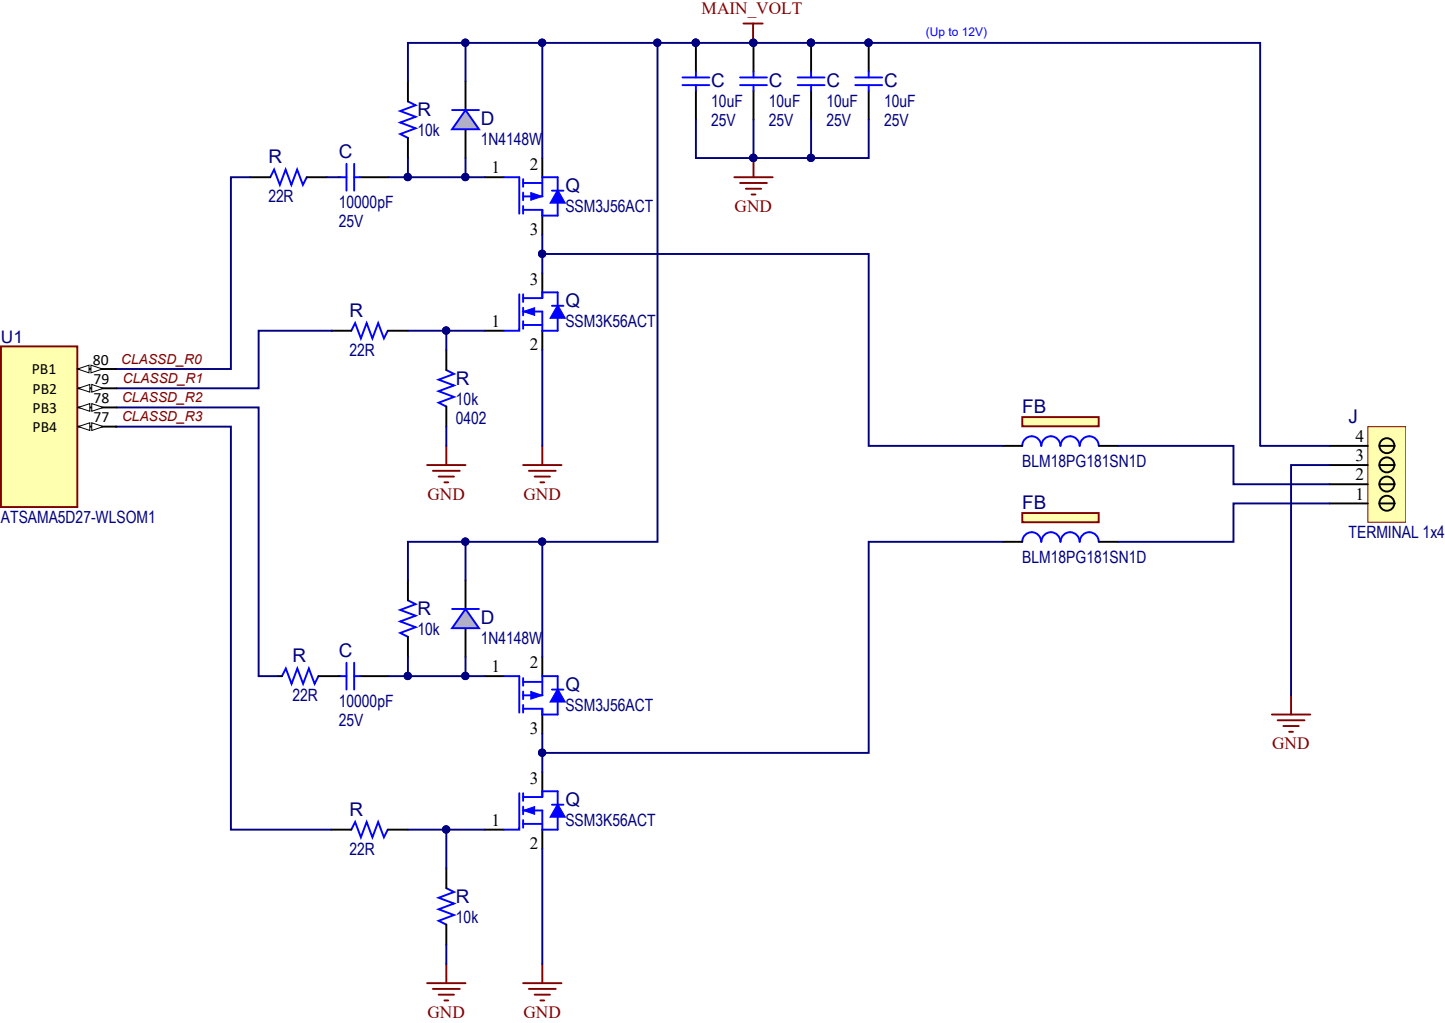 MAIN_VOLT
(Up to 12V)
C
10uF
25V
C
10uF
25V
C
10uF
25V
C
10uF
25V
GND
R
10k
D
1N4148W
R
22R
C
10000pF
25V
1
2
Q
SSM3J56ACT
3
3
Q
SSM3K56ACT
1
2
R
22R
R
10k
0402
GND
GND
U1
PB1
80
CLASSD_R0
PB2
79
CLASSD_R1
PB3
78
CLASSD_R2
PB4
77
CLASSD_R3
ATSAMA5D27-WLSOM1
FB
BLM18PG181SN1D
FB
BLM18PG181SN1D
J
4
3
2
1
TERMINAL 1x4
GND
R
10k
D
1N4148W
R
22R
C
10000pF
25V
1
2
Q
SSM3J56ACT
3
3
Q
SSM3K56ACT
1
2
R
22R
R
10k
GND
GND